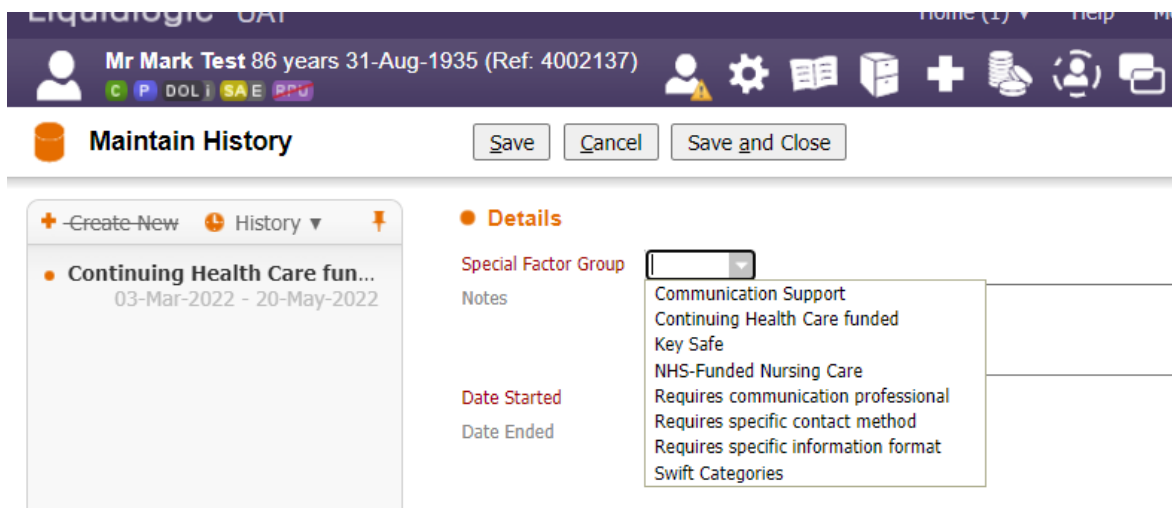 Liquidlogic UAT
Home (1) ▼ Help
Mr Mark Test 86 years 31-Aug-1935 (Ref: 4002137)
C P DOL i SA E PPU
Maintain History
Save Cancel Save and Close
Create New History ▼
Continuing Health Care fun...
03-Mar-2022 - 20-May-2022
Details
Special Factor Group
Notes
Communication Support
Continuing Health Care funded
Key Safe
NHS-Funded Nursing Care
Requires communication professional
Requires specific contact method
Requires specific information format
Swift Categories
Date Started
Date Ended